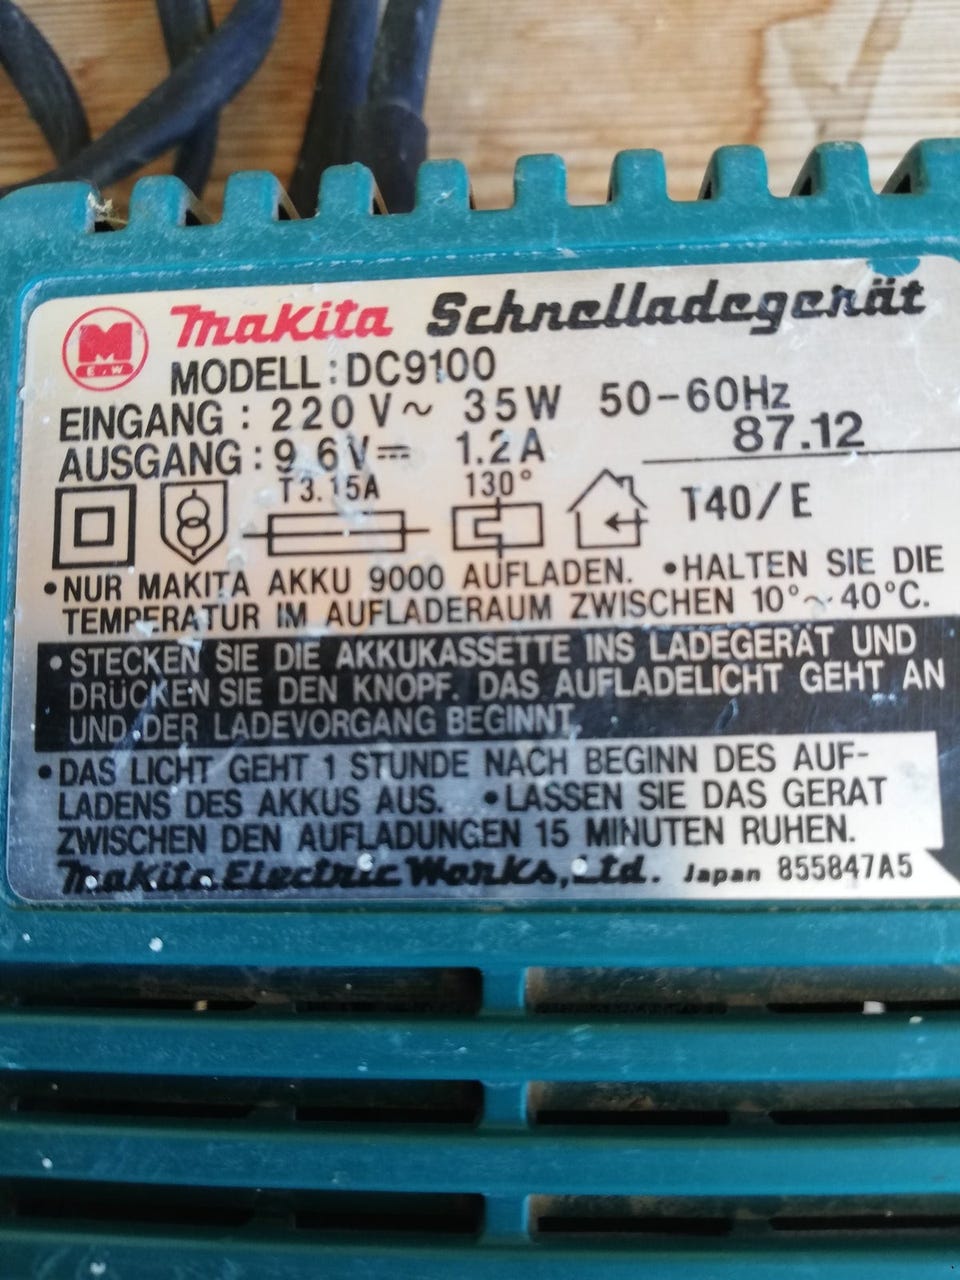 M
E.W
Makita Schnelladegerät
MODELL : DC9100
EINGANG : 220V~ 35W 50-60Hz
AUSGANG : 9.6V⎓ 1.2A 87.12
T3.15A 130° T40/E
•NUR MAKITA AKKU 9000 AUFLADEN. •HALTEN SIE DIE
TEMPERATUR IM AUFLADERAUM ZWISCHEN 10°~40°C.
•STECKEN SIE DIE AKKUKASSETTE INS LADEGERÄT UND
DRÜCKEN SIE DEN KNOPF. DAS AUFLADELICHT GEHT AN
UND DER LADEVORGANG BEGINNT.
•DAS LICHT GEHT 1 STUNDE NACH BEGINN DES AUF-
LADENS DES AKKUS AUS. •LASSEN SIE DAS GERAT
ZWISCHEN DEN AUFLADUNGEN 15 MINUTEN RUHEN.
Makita Electric Works, Ltd. Japan 855847A5